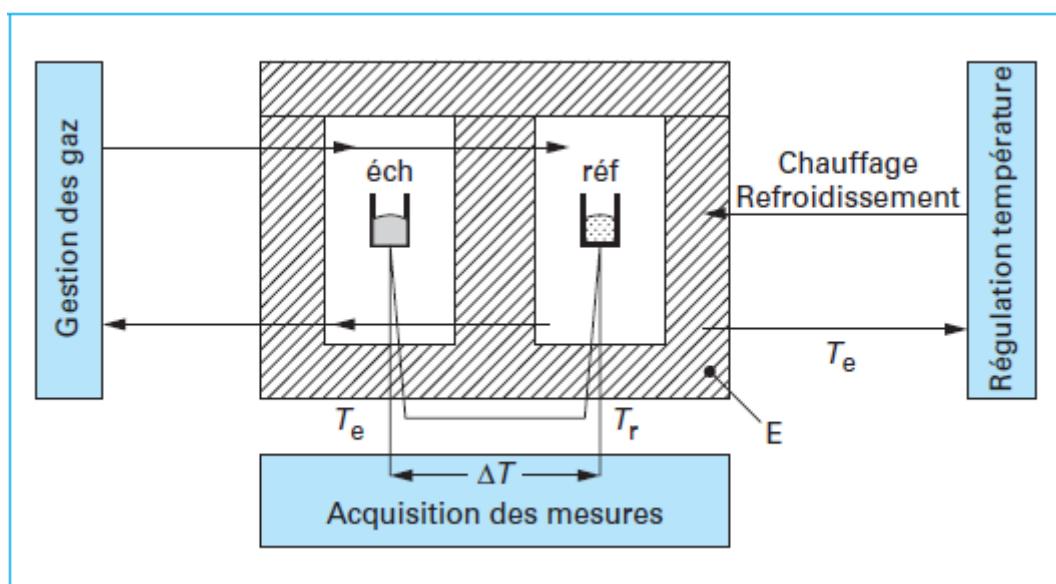 Gestion des gaz
éch
réf
Chauffage
Refroidissement
Régulation température
Te
Te
Tr
E
ΔT
Acquisition des mesures